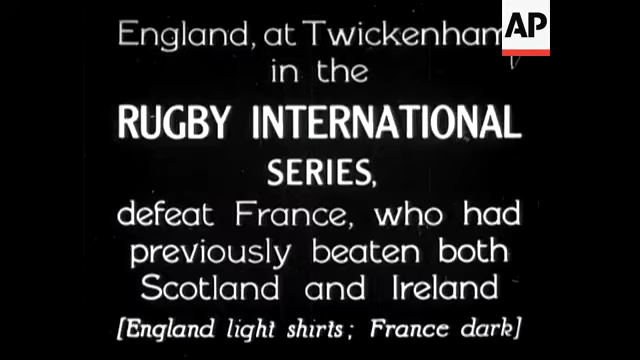 England, at Twickenham
AP
in the
RUGBY INTERNATIONAL
SERIES,
defeat France, who had
previously beaten both
Scotland and Ireland
[England light shirts; France dark]